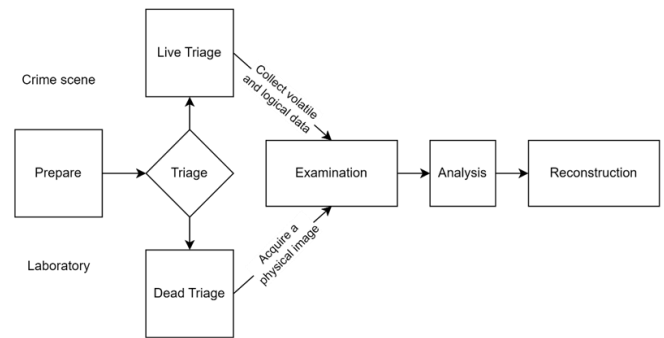 Live Triage
Crime scene
Collect volatile
and logical data
Prepare
Triage
Examination
Analysis
Reconstruction
Laboratory
Dead Triage
Acquire a
physical image